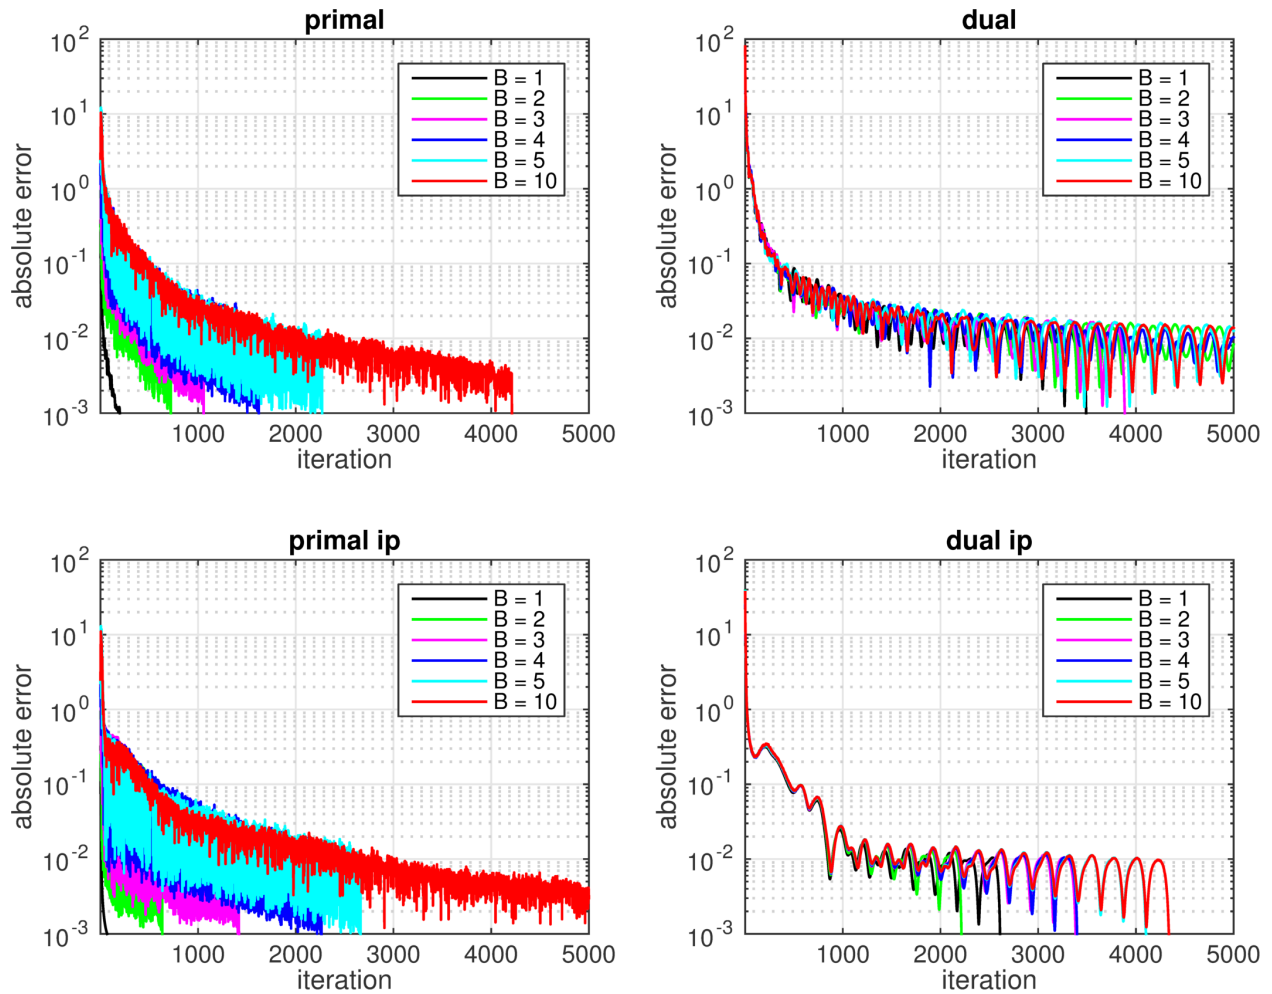 primal
10^2
10^1
10^0
10^-1
10^-2
10^-3
absolute error
B = 1
B = 2
B = 3
B = 4
B = 5
B = 10
1000 2000 3000 4000 5000
iteration
dual
10^2
10^1
10^0
10^-1
10^-2
10^-3
absolute error
B = 1
B = 2
B = 3
B = 4
B = 5
B = 10
1000 2000 3000 4000 5000
iteration
primal ip
10^2
10^1
10^0
10^-1
10^-2
10^-3
absolute error
B = 1
B = 2
B = 3
B = 4
B = 5
B = 10
1000 2000 3000 4000 5000
iteration
dual ip
10^2
10^1
10^0
10^-1
10^-2
10^-3
absolute error
B = 1
B = 2
B = 3
B = 4
B = 5
B = 10
1000 2000 3000 4000 5000
iteration